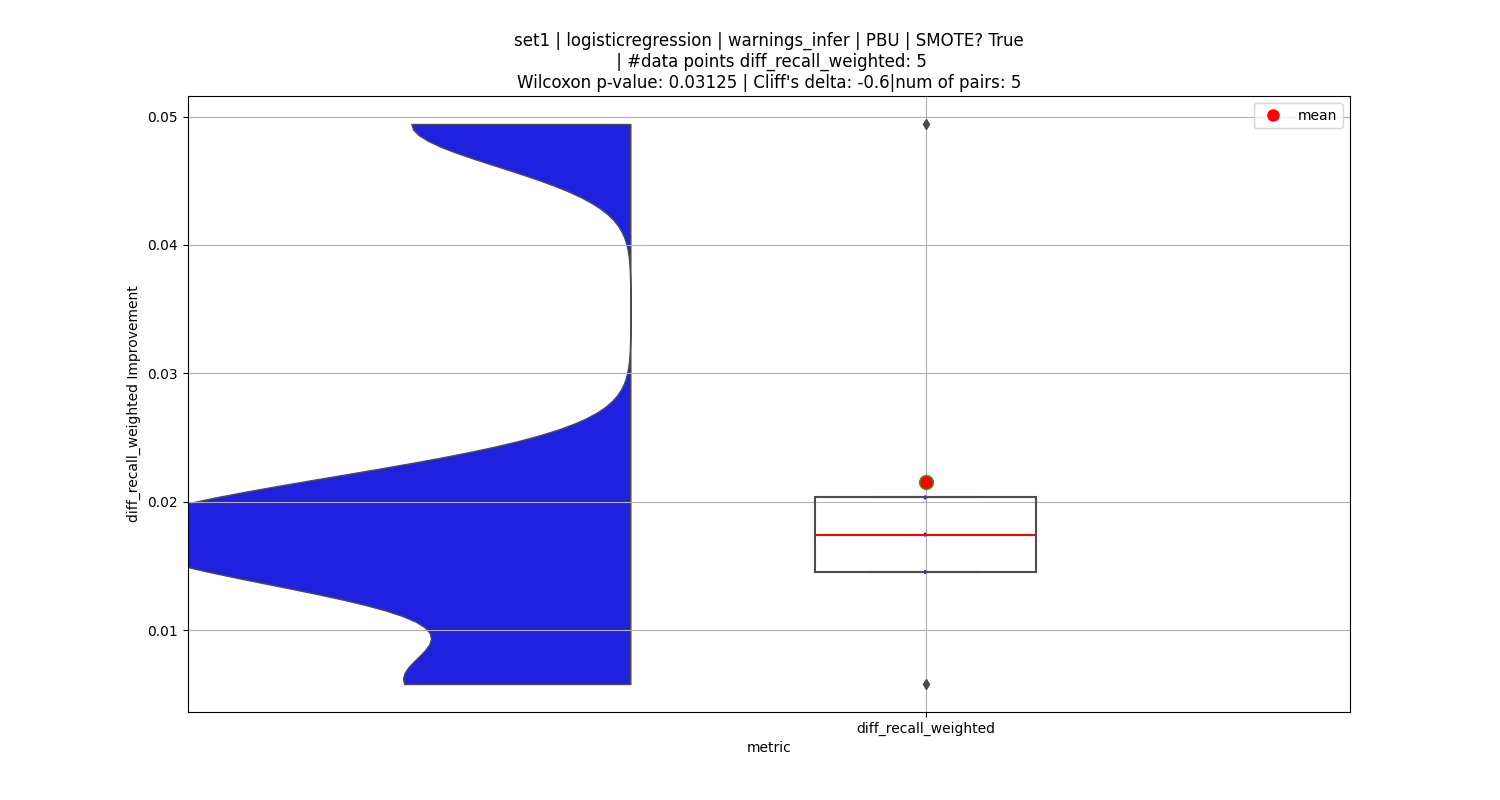 set1 | logisticregression | warnings_infer | PBU | SMOTE? True
| #data points diff_recall_weighted: 5
Wilcoxon p-value: 0.03125 | Cliff's delta: -0.6|num of pairs: 5
mean
0.05
0.04
0.03
0.02
0.01
diff_recall_weighted Improvement
diff_recall_weighted
metric